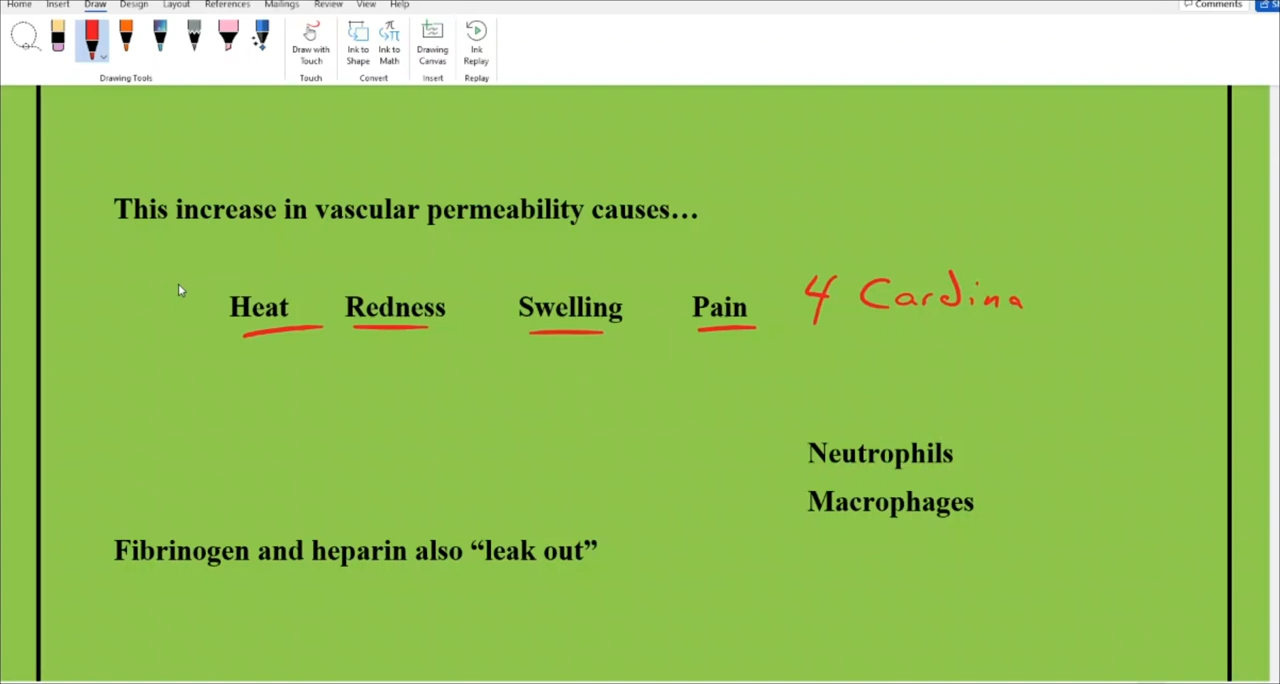 Home Insert Draw Design Layout References Mailings Review View Help Comments
Draw with Touch Ink to Shape Ink to Math Drawing Canvas Ink Replay
Drawing Tools Touch Convert Insert Replay
This increase in vascular permeability causes…
Heat Redness Swelling Pain 4 Cardina
Neutrophils
Macrophages
Fibrinogen and heparin also “leak out”